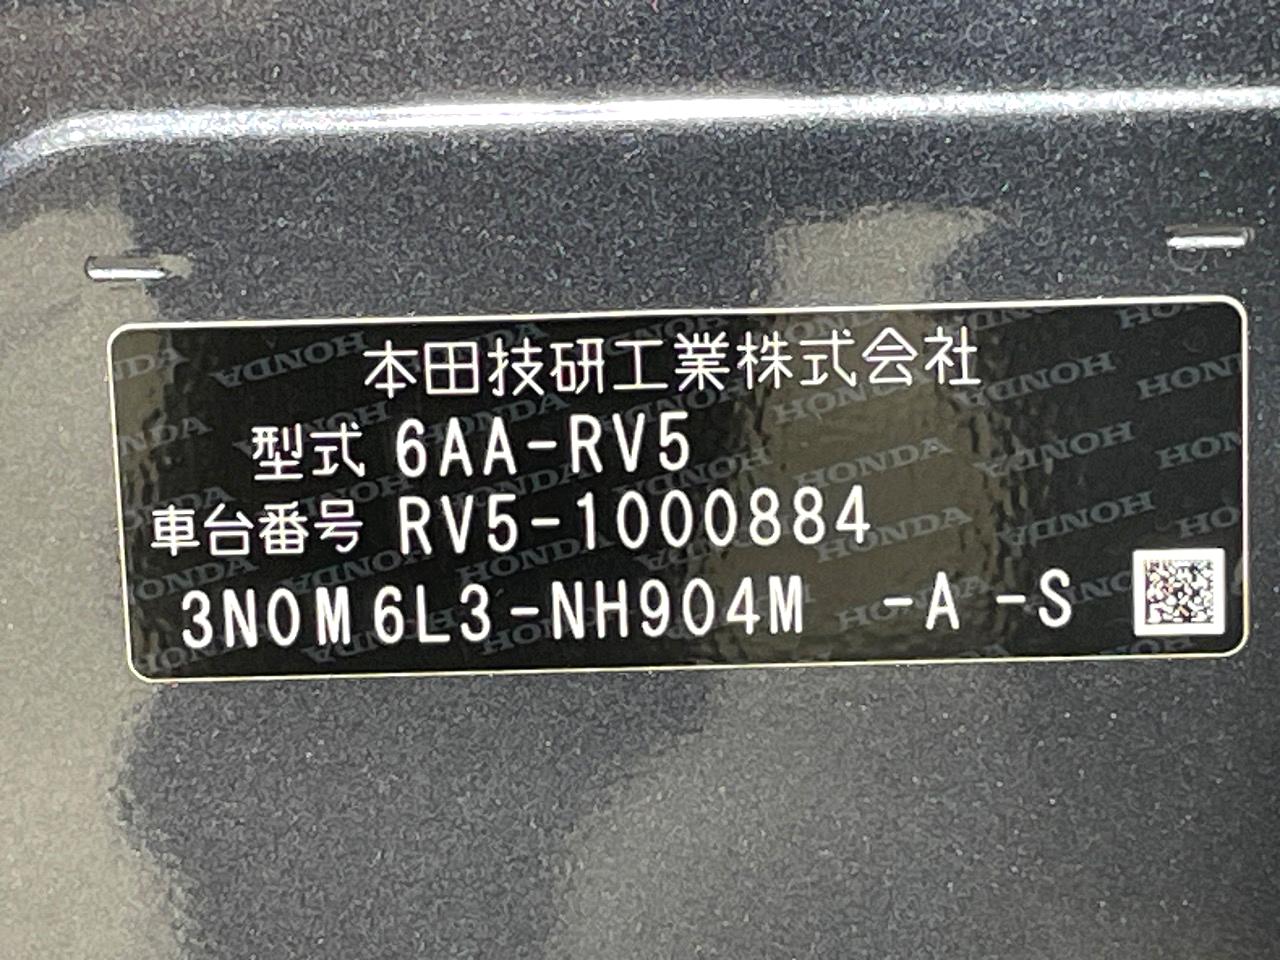 本田技研工業株式会社
型式 6AA-RV5
車台番号 RV5-1000884
3N0M6L3-NH904M -A -S